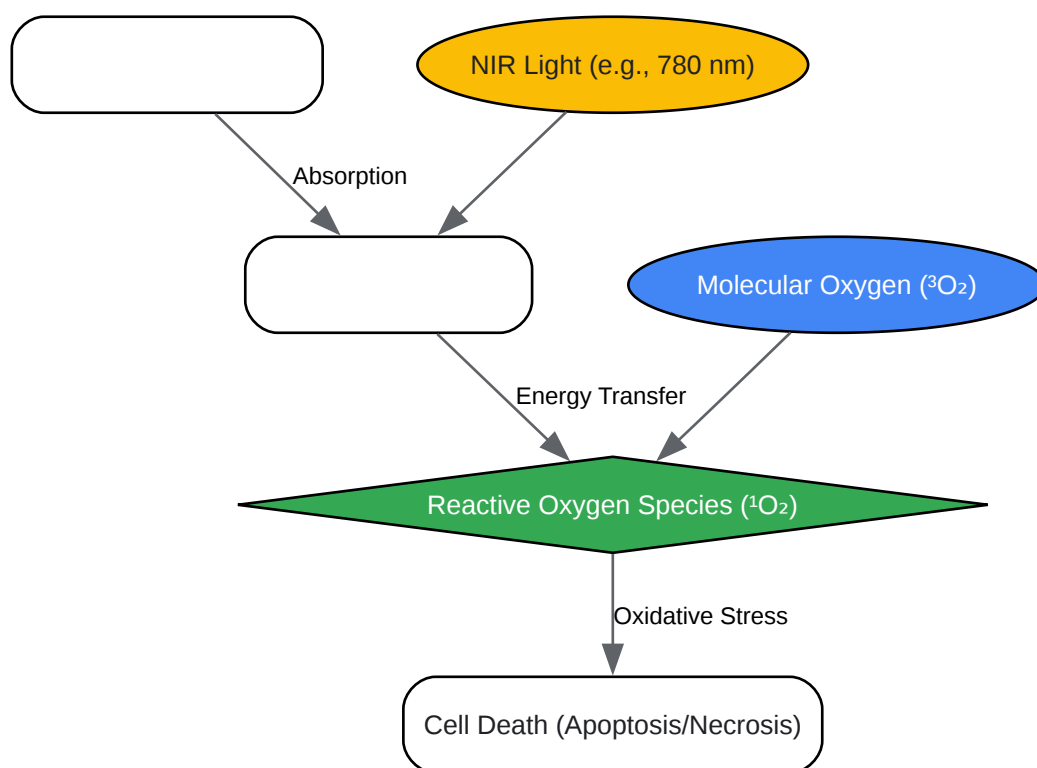 NIR Light (e.g., 780 nm)
Absorption
Molecular Oxygen (³O₂)
Energy Transfer
Reactive Oxygen Species (¹O₂)
Oxidative Stress
Cell Death (Apoptosis/Necrosis)